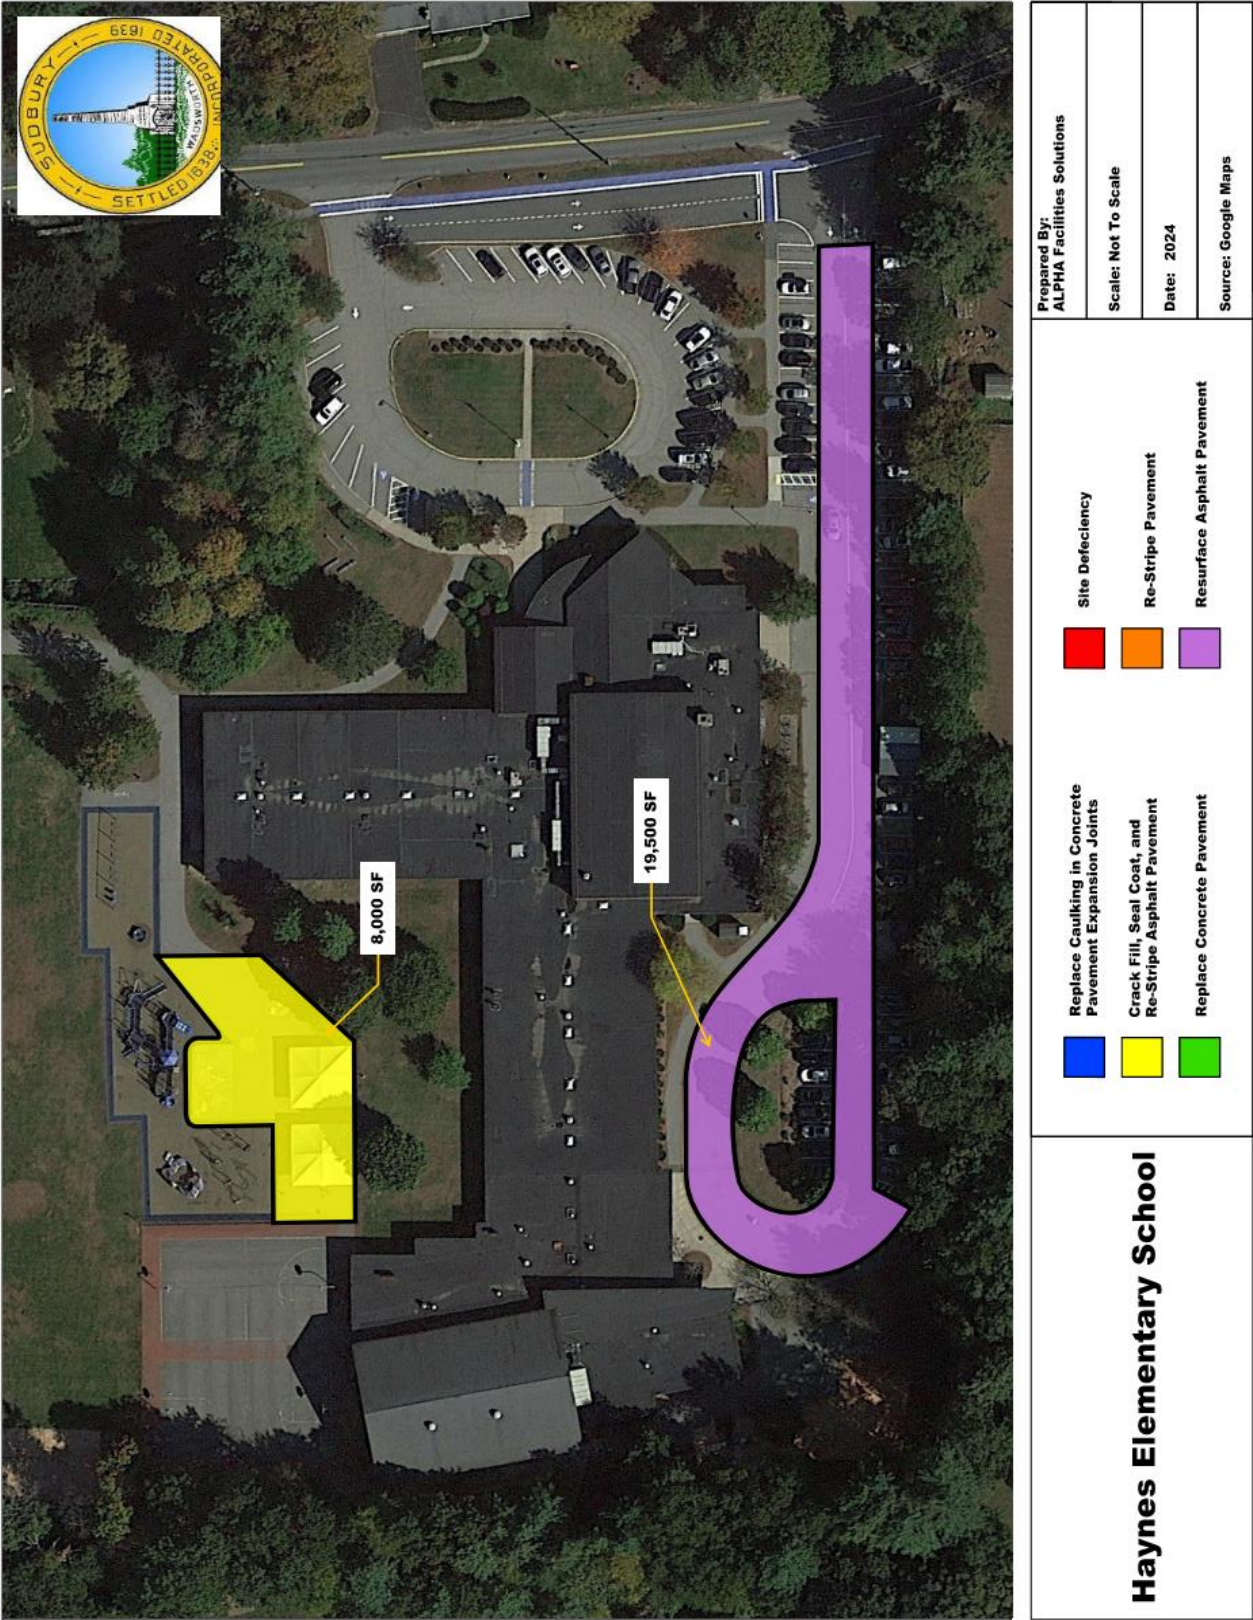 SUDBURY
INCORPORATED 1639
SETTLED 1638
WADSWORTH
8,000 SF
19,500 SF
Haynes Elementary School
Replace Caulking in Concrete
Pavement Expansion Joints
Crack Fill, Seal Coat, and
Re-Stripe Asphalt Pavement
Replace Concrete Pavement
Site Defeciency
Re-Stripe Pavement
Resurface Asphalt Pavement
Prepared By:
ALPHA Facilities Solutions
Scale: Not To Scale
Date: 2024
Source: Google Maps